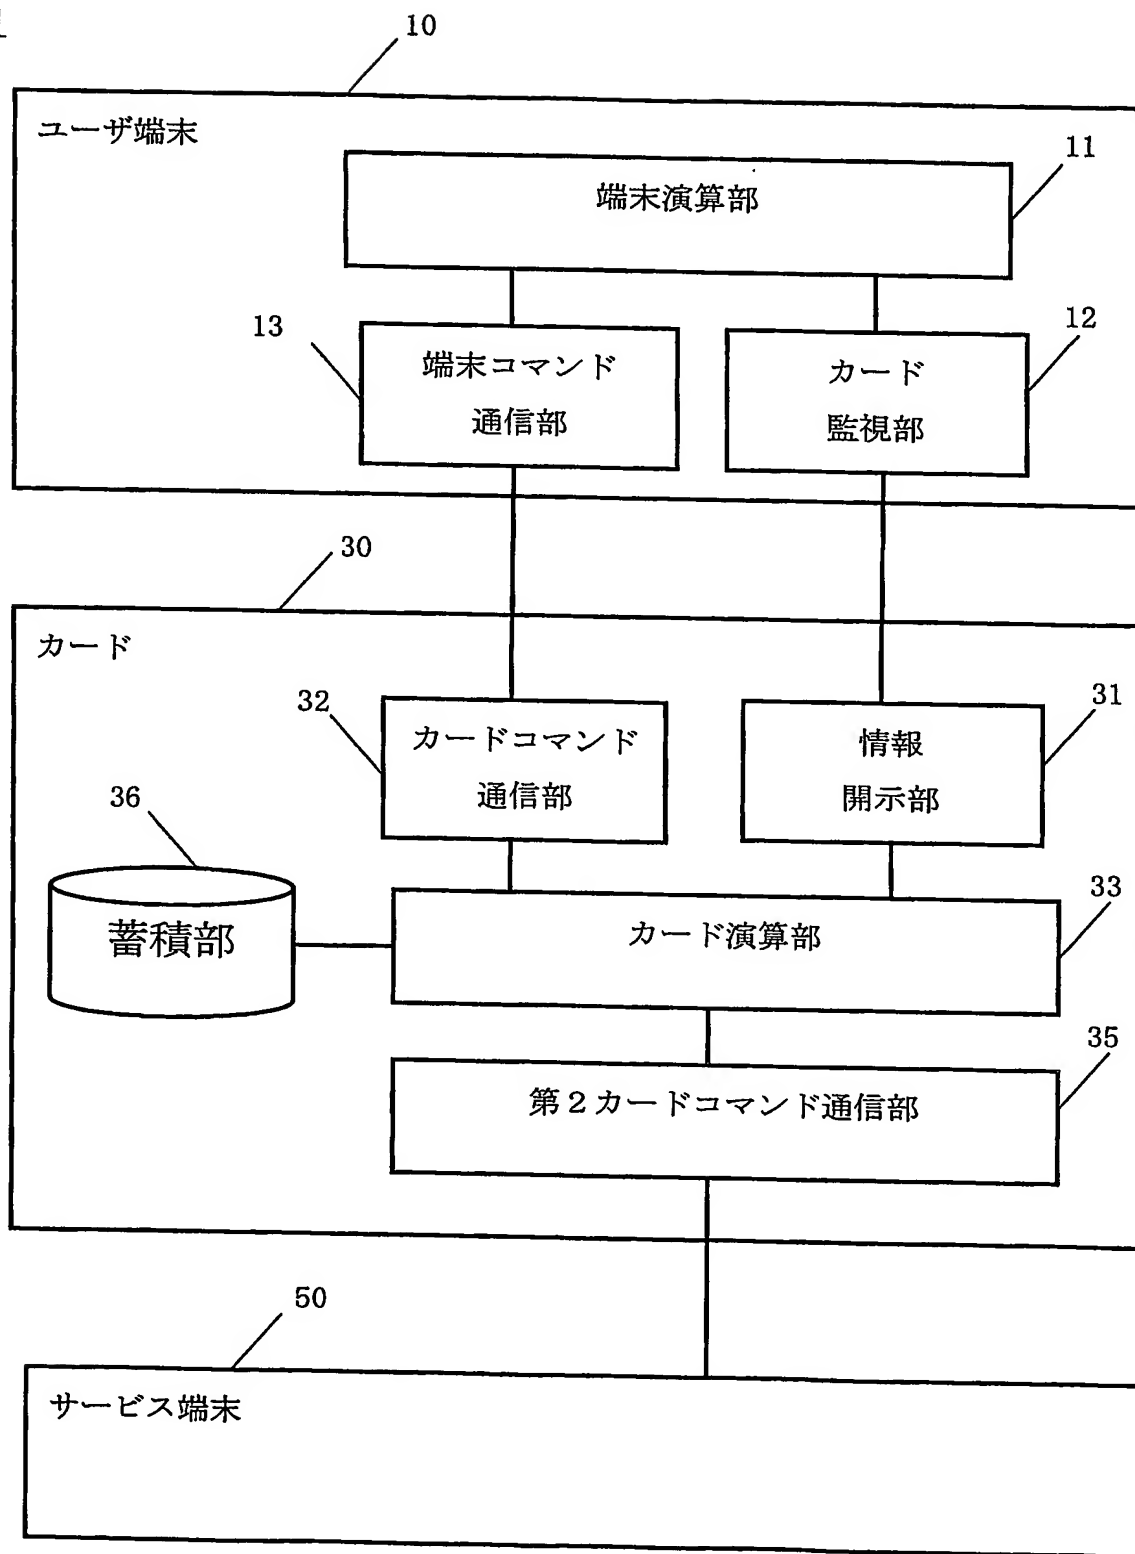 10
ユーザ端末
11
端末演算部
13
端末コマンド
通信部
12
カード
監視部
30
カード
32
カードコマンド
通信部
31
情報
開示部
36
蓄積部
33
カード演算部
35
第2カードコマンド通信部
50
サービス端末